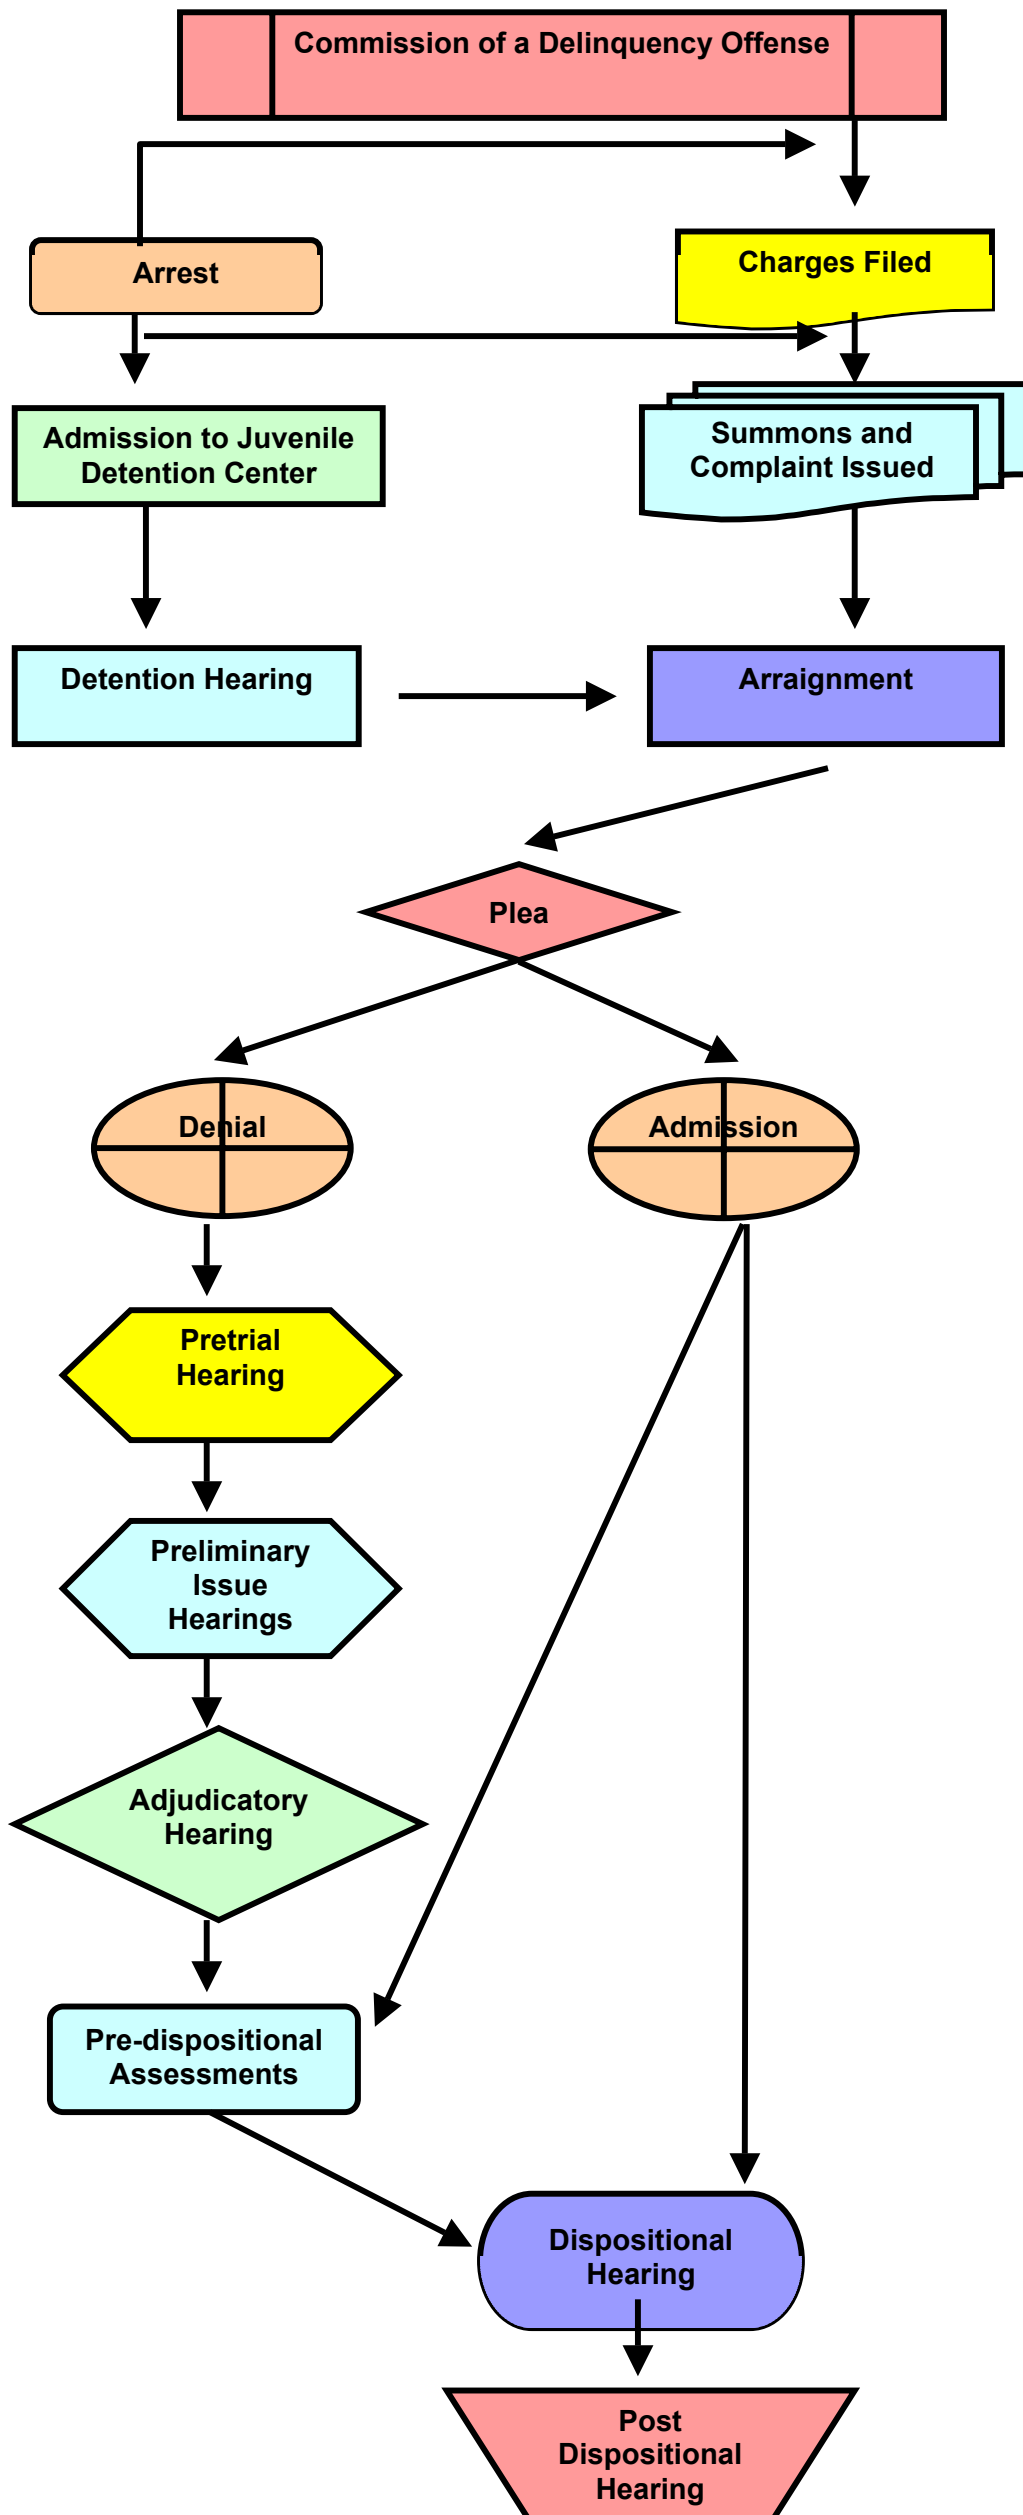 Commission of a Delinquency Offense
Arrest
Charges Filed
Admission to Juvenile
Detention Center
Summons and
Complaint Issued
Detention Hearing
Arraignment
Plea
Denial
Admission
Pretrial
Hearing
Preliminary
Issue
Hearings
Adjudicatory
Hearing
Pre-dispositional
Assessments
Dispositional
Hearing
Post
Dispositional
Hearing